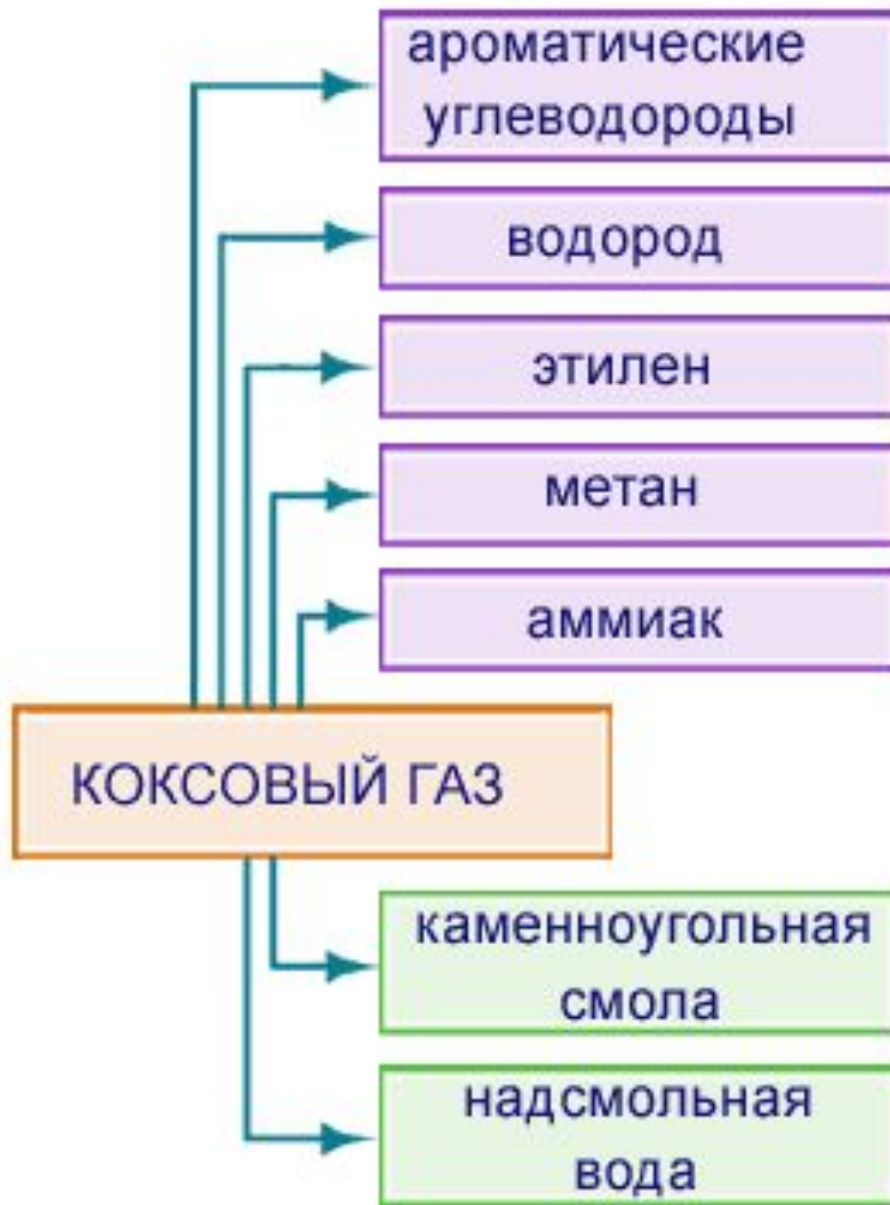 ароматические
углеводороды
водород
этилен
метан
аммиак
КОКСОВЫЙ ГАЗ
каменноугольная
смола
надсмольная
вода